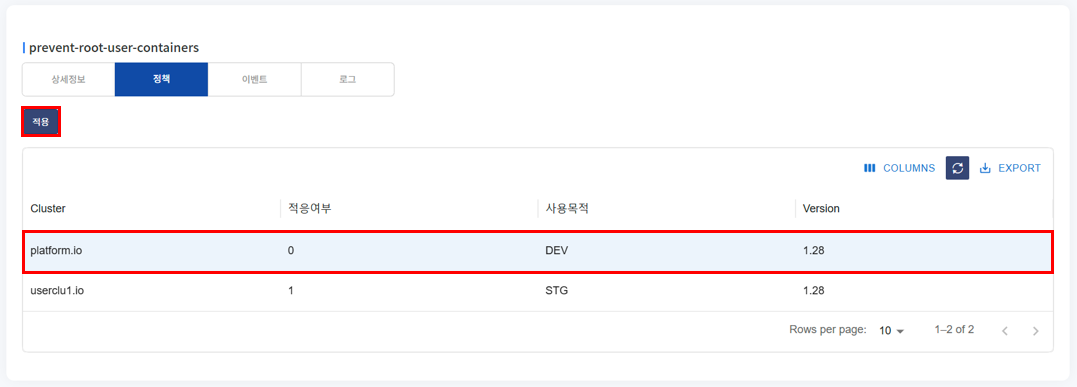 prevent-root-user-containers
상세정보 정책 이벤트 로그
적용
COLUMNS EXPORT
Cluster 적응여부 사용목적 Version
platform.io 0 DEV 1.28
userclu1.io 1 STG 1.28
Rows per page: 10 1–2 of 2